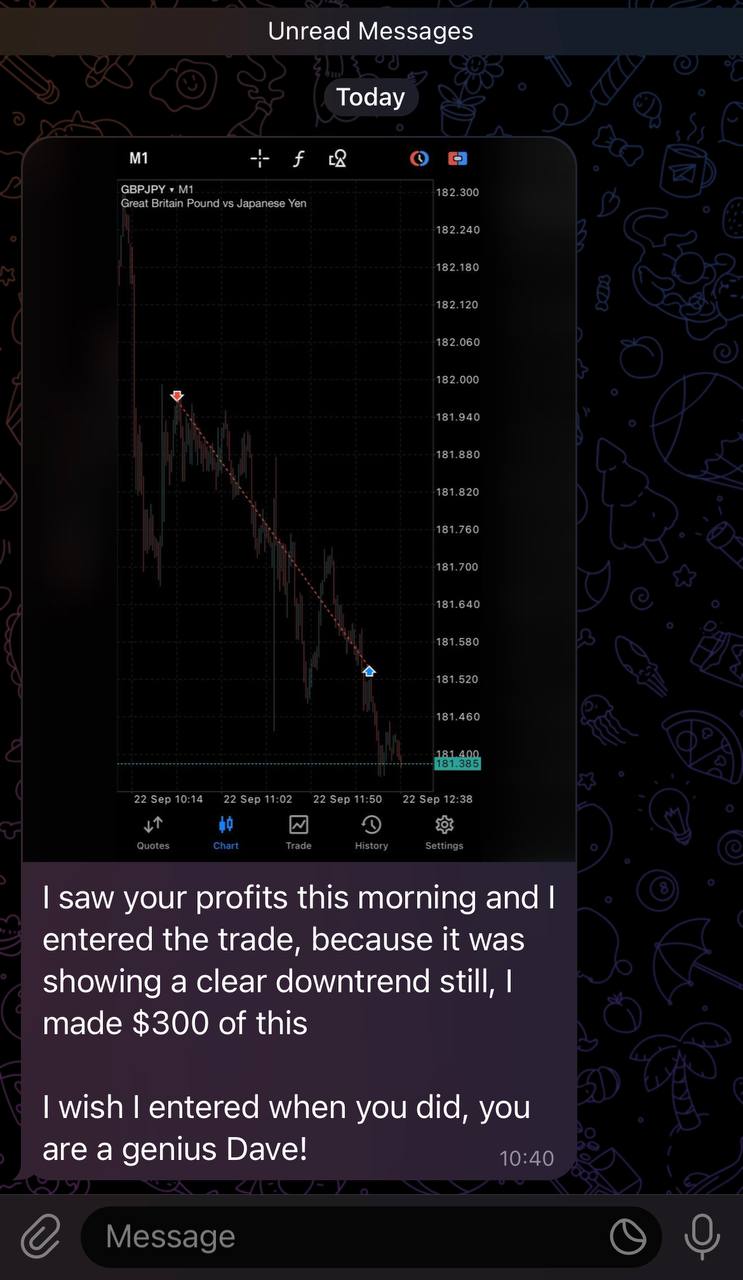 Unread Messages
Today
M1
GBPJPY ▾ M1
Great Britain Pound vs Japanese Yen
182.300
182.240
182.180
182.120
182.060
182.000
181.940
181.880
181.820
181.760
181.700
181.640
181.580
181.520
181.460
181.400
181.385
22 Sep 10:14 22 Sep 11:02 22 Sep 11:50 22 Sep 12:38
Quotes Chart Trade History Settings
I saw your profits this morning and I
entered the trade, because it was
showing a clear downtrend still, I
made $300 of this
I wish I entered when you did, you
are a genius Dave!
10:40
Message